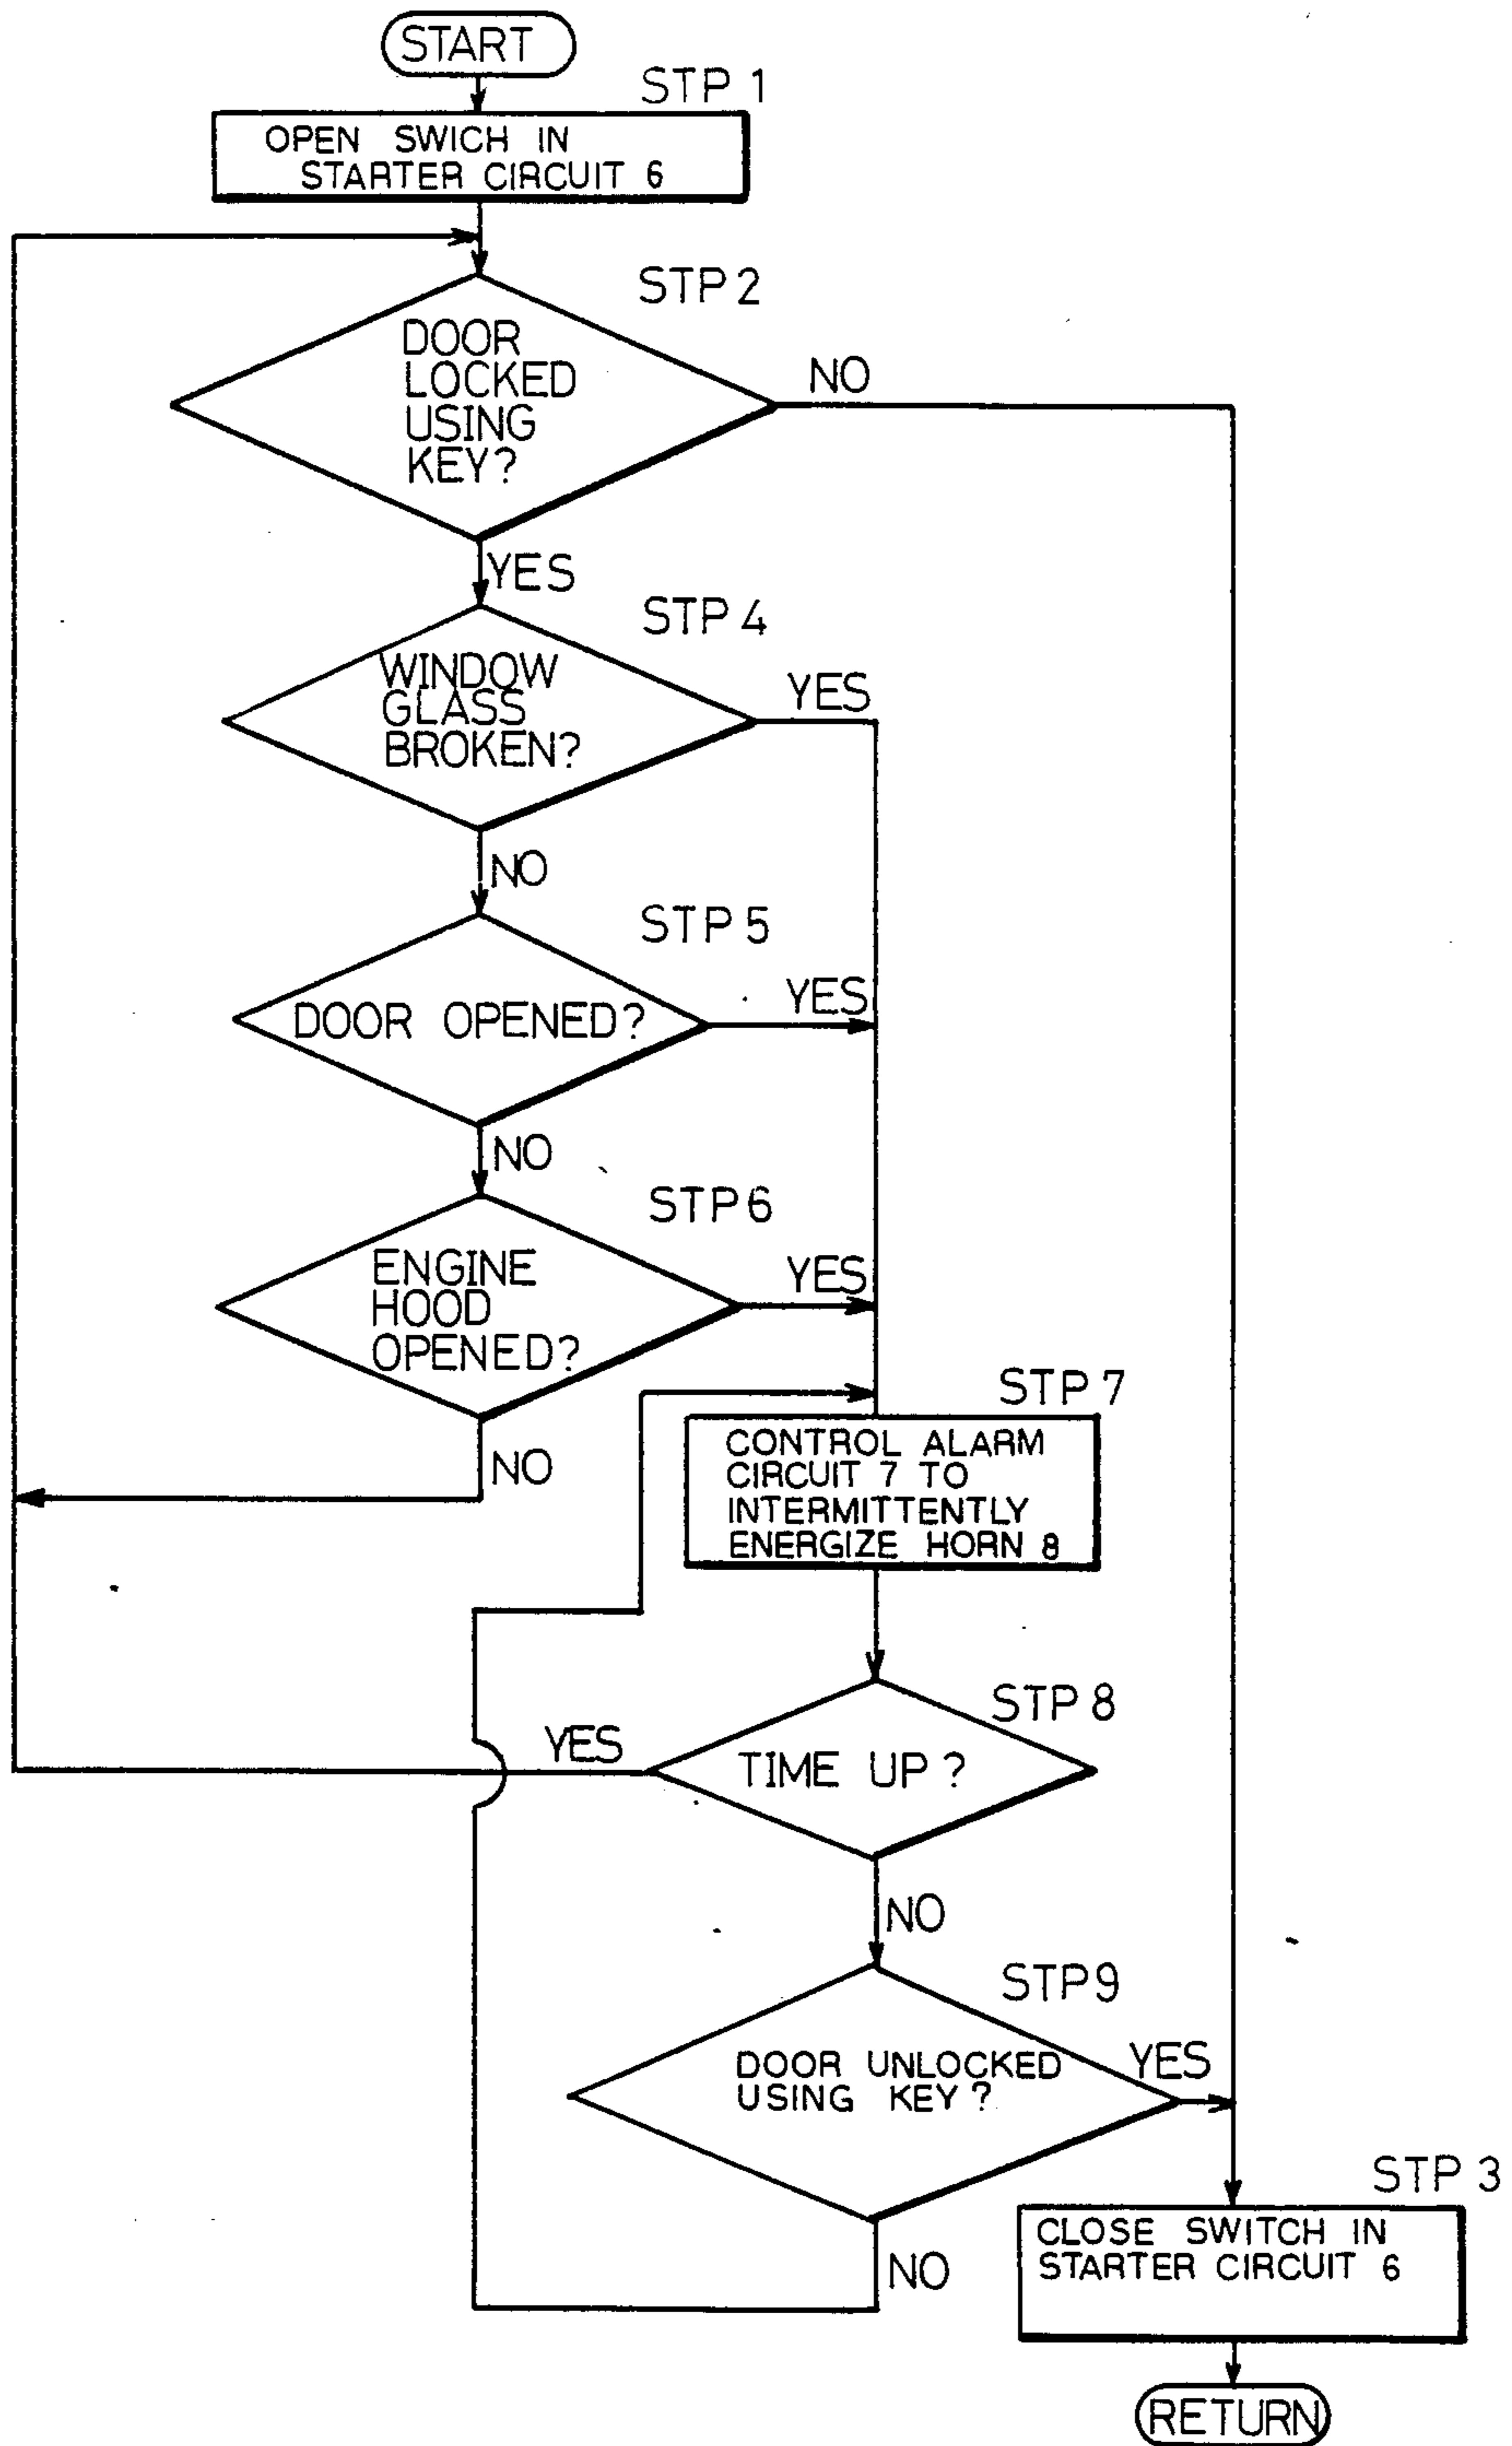 START
STP 1
OPEN SWICH IN
STARTER CIRCUIT 6
STP 2
DOOR
LOCKED
USING
KEY?
NO
YES
STP 4
WINDOW
GLASS
BROKEN?
YES
NO
STP 5
DOOR OPENED?
YES
NO
STP 6
ENGINE
HOOD
OPENED?
YES
NO
STP 7
CONTROL ALARM
CIRCUIT 7 TO
INTERMITTENTLY
ENERGIZE HORN 8
STP 8
TIME UP ?
YES
NO
STP 9
DOOR UNLOCKED
USING KEY ?
YES
NO
STP 3
CLOSE SWITCH IN
STARTER CIRCUIT 6
RETURN